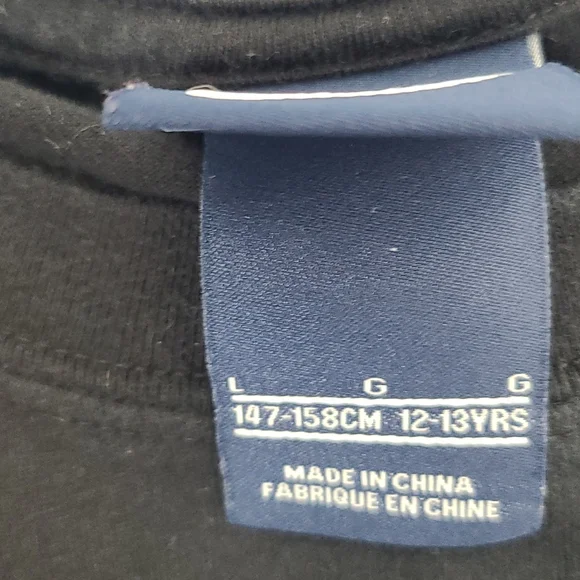 L G G
147-158CM 12-13YRS
MADE IN CHINA
FABRIQUE EN CHINE